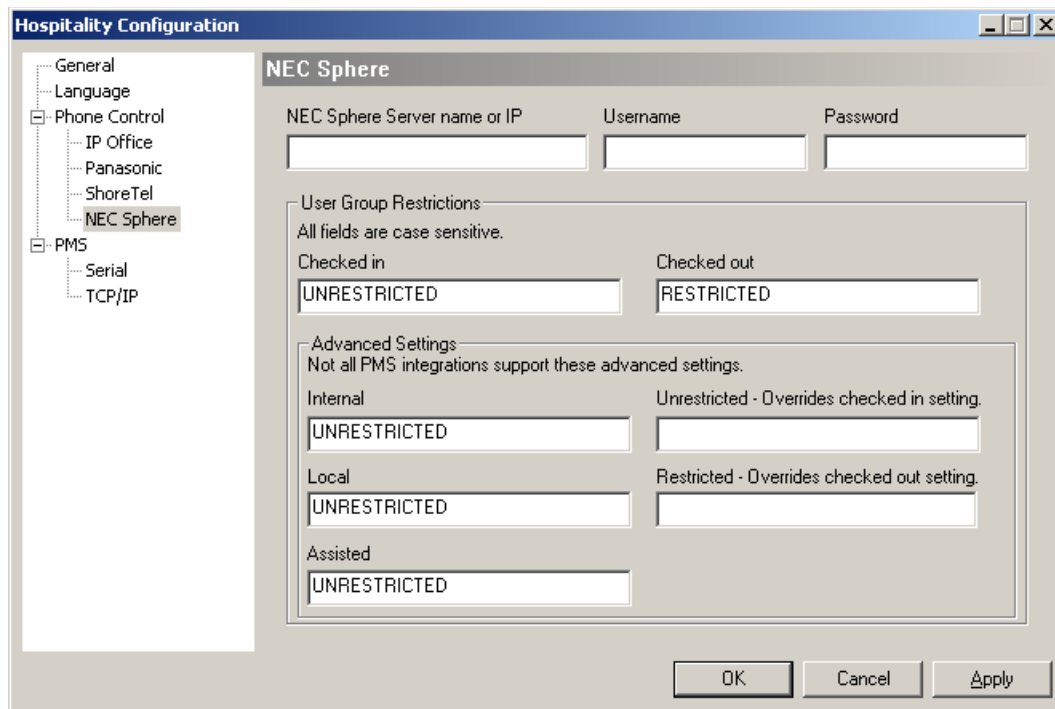 Hospitality Configuration
General
Language
Phone Control
IP Office
Panasonic
ShoreTel
NEC Sphere
PMS
Serial
TCP/IP
NEC Sphere
NEC Sphere Server name or IP Username Password
User Group Restrictions
All fields are case sensitive.
Checked in Checked out
UNRESTRICTED RESTRICTED
Advanced Settings
Not all PMS integrations support these advanced settings.
Internal Unrestricted - Overrides checked in setting.
UNRESTRICTED
Local Restricted - Overrides checked out setting.
UNRESTRICTED
Assisted
UNRESTRICTED
OK Cancel Apply